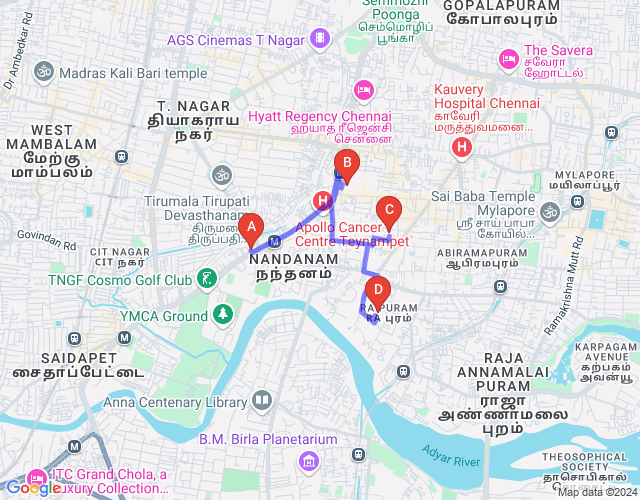 Semmozhi
Poonga
செம்மொழிப்
பூங்கா
GOPALAPURAM
கோபாலபுரம்
Dr Ambedkar Rd
AGS Cinemas T Nagar
The Savera
சவேரா
ஹோட்டல்
Madras Kali Bari temple
Hyatt Regency Chennai
ஹயாத் ரீஜென்சி
சென்னை
Kauvery
Hospital Chennai
காவேரி
மருத்துவமனை...
T. NAGAR
தியாகராய
நகர்
WEST
MAMBALAM
மேற்கு
மாம்பலம்
H
B
MYLAPORE
மயிலாப்பூர்
Tirumala Tirupati
Devasthanam
திருமலை
திருப்பதி...
H
Sai Baba Temple
Mylapore
ஸ்ரீ சாய் பாபா
கோயில்...
C
A
Apollo Cancer
Centre Teynampet
M
Govindan Rd
CIT NAGAR
CIT நகர்
NANDANAM
நந்தனம்
ABIRAMAPURAM
ஆபிரமபுரம்
Ramakrishna Mutt Rd
TNGF Cosmo Golf Club
D
YMCA Ground
RA PURAM
RA புரம்
SAIDAPET
சைதாப்பேட்டை
RAJA
ANNAMALAI
PURAM
ராஜா
அண்ணாமலை
புறம்
KARPAGAM
AVENUE
கற்பகம்
அவன்யூ
Anna Centenary Library
M
B.M. Birla Planetarium
Adyar River
THEOSOPHICAL
SOCIETY
தாசொபிகால்
ITC Grand Chola, a
Luxury Collection...
Google
Map data ©2024